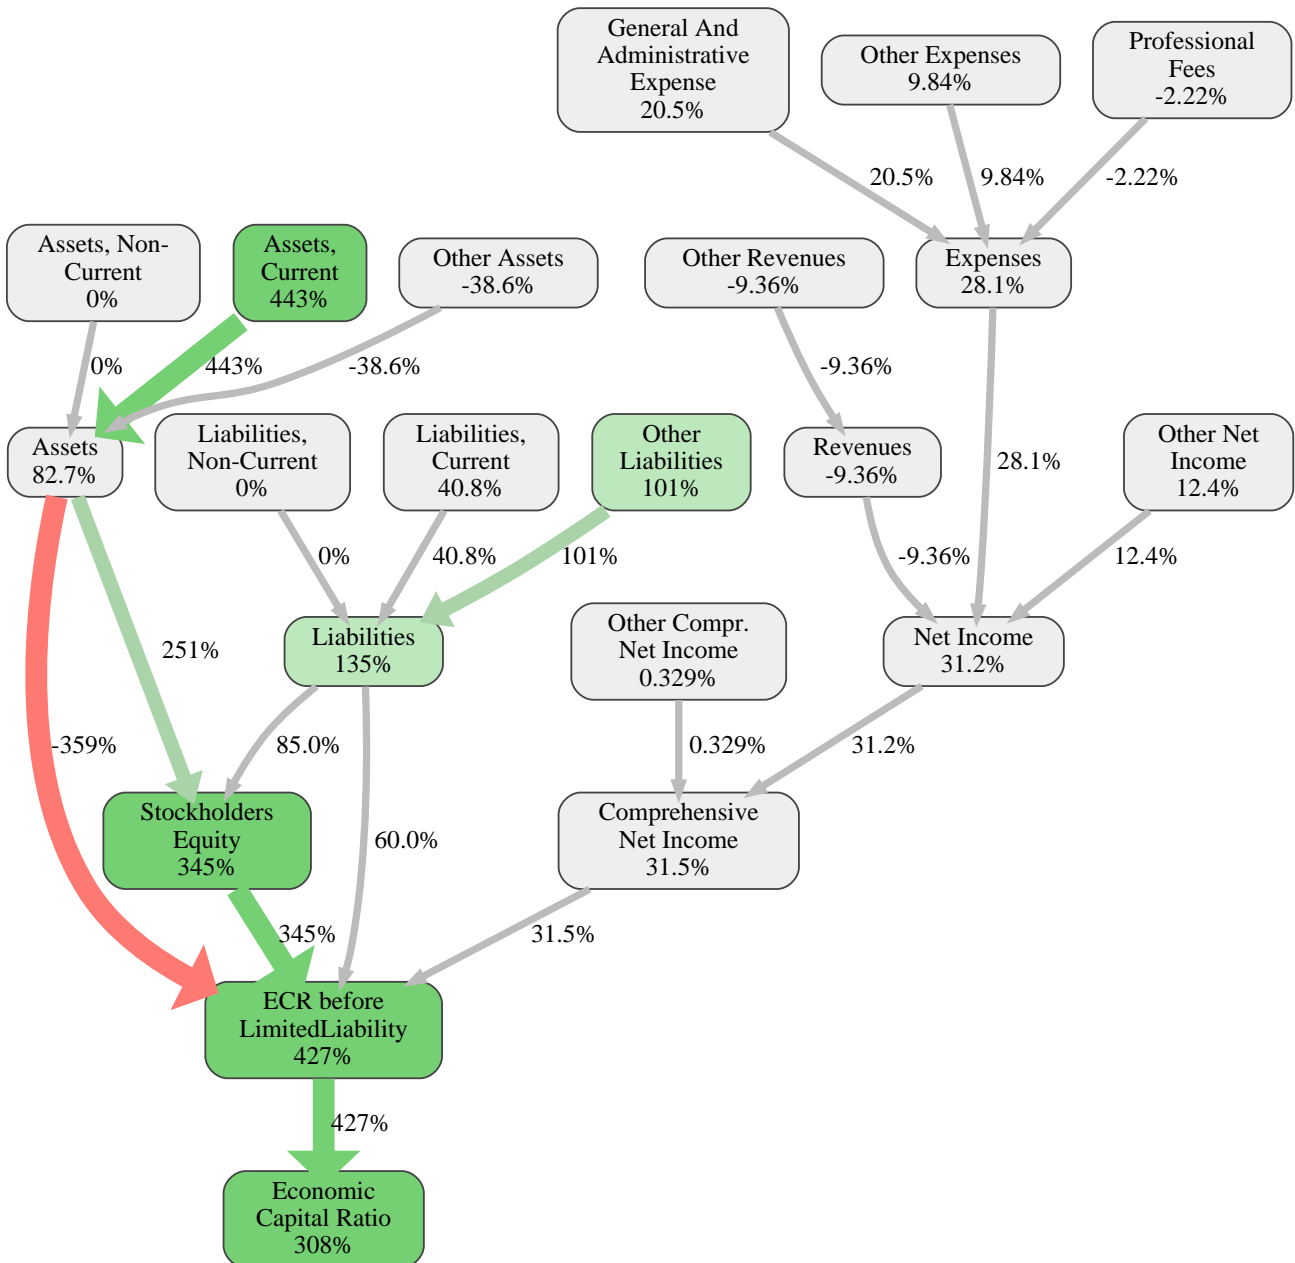 General And
Administrative
Expense
20.5%
Other Expenses
9.84%
Professional
Fees
-2.22%
20.5%
9.84%
-2.22%
Assets, Non-
Current
0%
Assets,
Current
443%
Other Assets
-38.6%
Other Revenues
-9.36%
Expenses
28.1%
0%
443%
-38.6%
-9.36%
Assets
82.7%
Liabilities,
Non-Current
0%
Liabilities,
Current
40.8%
Other
Liabilities
101%
Revenues
-9.36%
28.1%
Other Net
Income
12.4%
0%
40.8%
101%
-9.36%
12.4%
251%
Liabilities
135%
Other Compr.
Net Income
0.329%
Net Income
31.2%
-359%
85.0%
0.329%
31.2%
Stockholders
Equity
345%
60.0%
Comprehensive
Net Income
31.5%
345%
31.5%
ECR before
LimitedLiability
427%
427%
Economic
Capital Ratio
308%